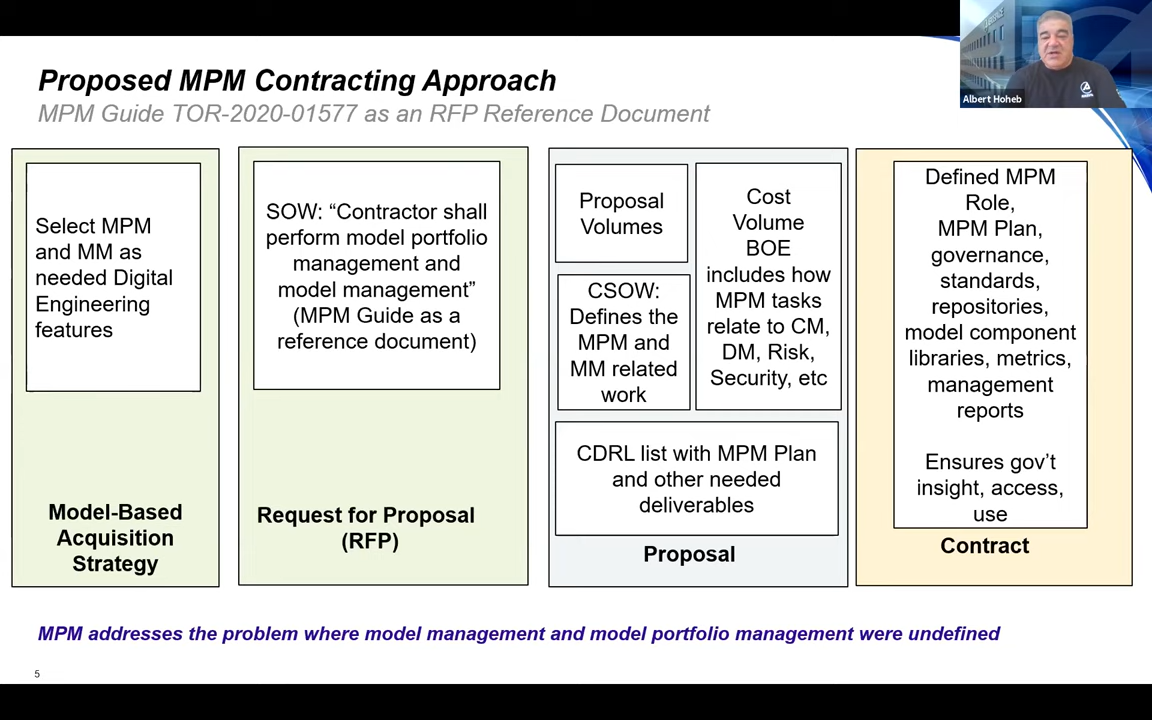 Proposed MPM Contracting Approach
MPM Guide TOR-2020-01577 as an RFP Reference Document
Albert Hoheb
Select MPM
and MM as
needed Digital
Engineering
features
Model-Based
Acquisition
Strategy
SOW: “Contractor shall
perform model portfolio
management and
model management”
(MPM Guide as a
reference document)
Request for Proposal
(RFP)
Proposal
Volumes
CSOW:
Defines the
MPM and
MM related
work
Cost
Volume
BOE
includes how
MPM tasks
relate to CM,
DM, Risk,
Security, etc
CDRL list with MPM Plan
and other needed
deliverables
Proposal
Defined MPM
Role,
MPM Plan,
governance,
standards,
repositories,
model component
libraries, metrics,
management
reports
Ensures gov’t
insight, access,
use
Contract
MPM addresses the problem where model management and model portfolio management were undefined
5